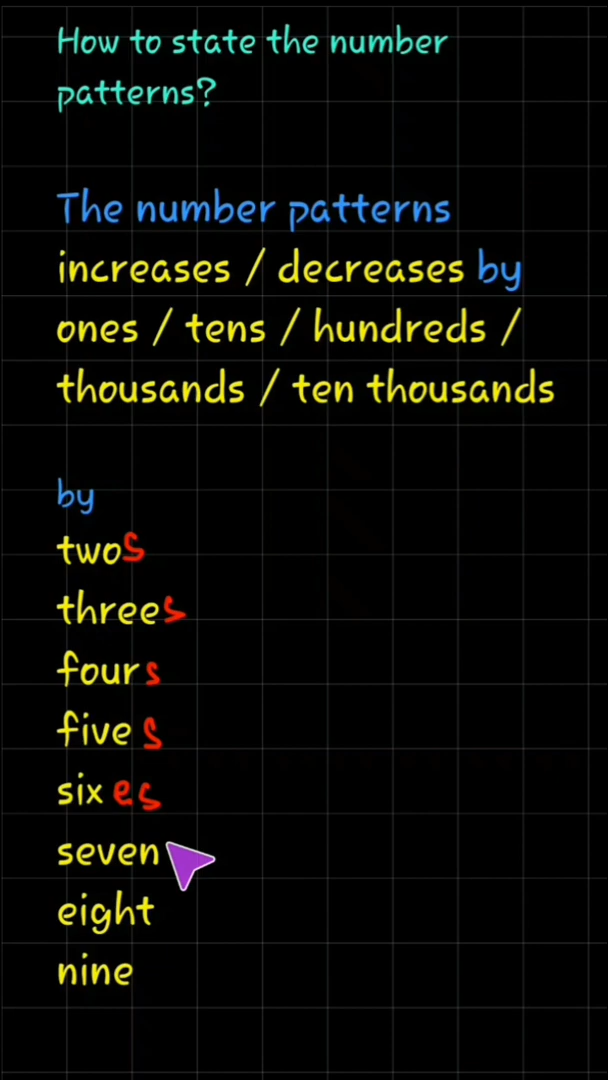 How to state the number
patterns?
The number patterns
increases / decreases by
ones / tens / hundreds /
thousands / ten thousands
by
twos
threes
fours
fives
sixes
seven
eight
nine